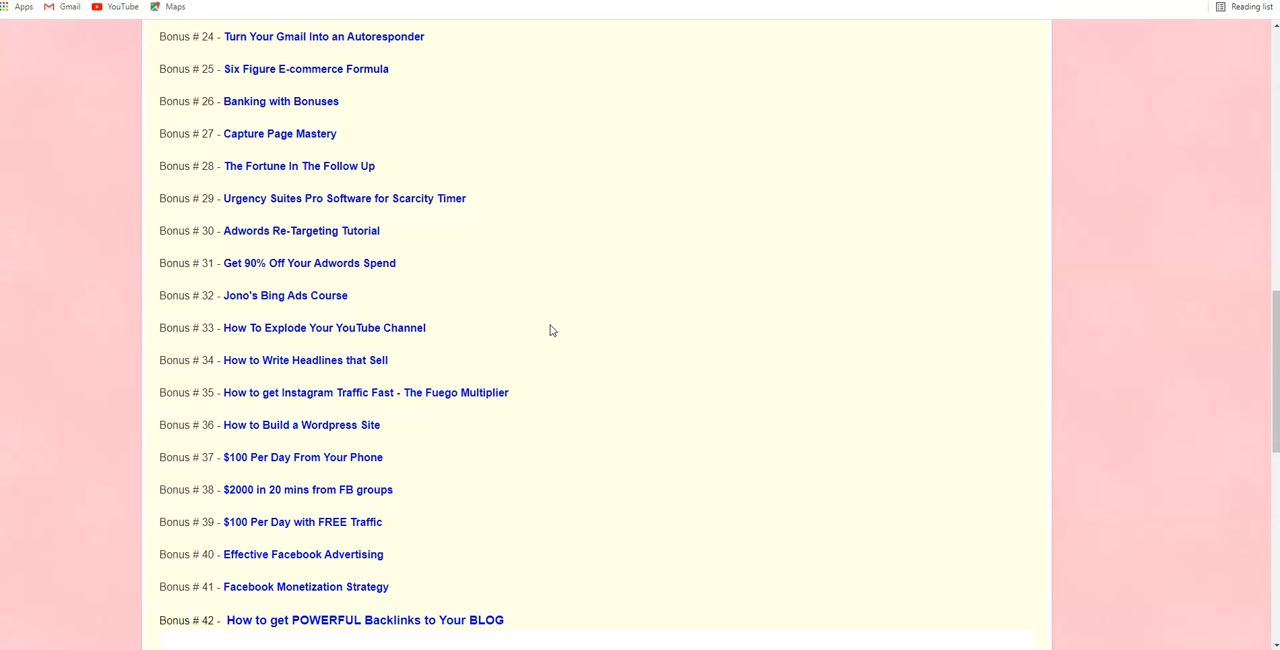 Apps Gmail YouTube Maps Reading list
Bonus # 24 - Turn Your Gmail Into an Autoresponder
Bonus # 25 - Six Figure E-commerce Formula
Bonus # 26 - Banking with Bonuses
Bonus # 27 - Capture Page Mastery
Bonus # 28 - The Fortune In The Follow Up
Bonus # 29 - Urgency Suites Pro Software for Scarcity Timer
Bonus # 30 - Adwords Re-Targeting Tutorial
Bonus # 31 - Get 90% Off Your Adwords Spend
Bonus # 32 - Jono's Bing Ads Course
Bonus # 33 - How To Explode Your YouTube Channel
Bonus # 34 - How to Write Headlines that Sell
Bonus # 35 - How to get Instagram Traffic Fast - The Fuego Multiplier
Bonus # 36 - How to Build a Wordpress Site
Bonus # 37 - $100 Per Day From Your Phone
Bonus # 38 - $2000 in 20 mins from FB groups
Bonus # 39 - $100 Per Day with FREE Traffic
Bonus # 40 - Effective Facebook Advertising
Bonus # 41 - Facebook Monetization Strategy
Bonus # 42 - How to get POWERFUL Backlinks to Your BLOG